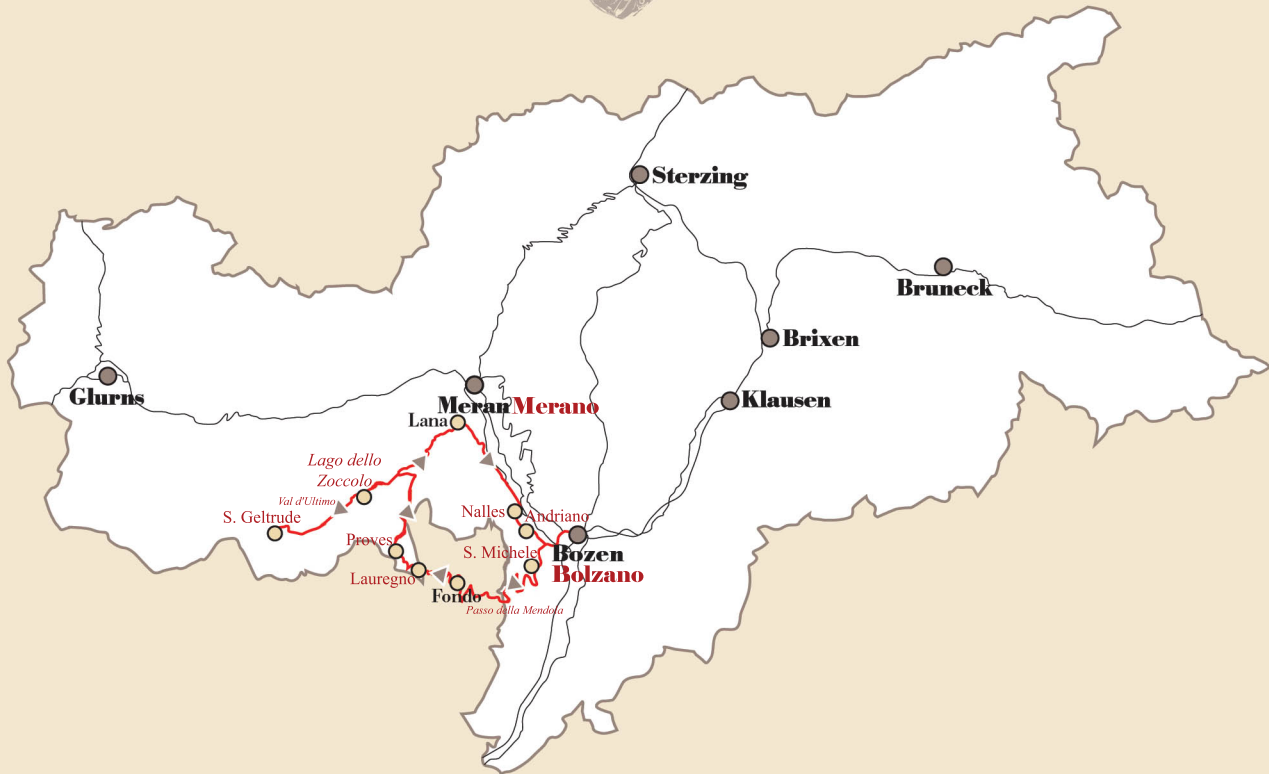 Sterzing
Bruneck
Brixen
Glurns
Klausen
Meran Merano
Lana
Lago dello
Zoccolo
Val d'Ultimo
S. Geltrude
Nalles
Andriano
Proves
S. Michele
Bozen
Bolzano
Lauregno
Fondo
Passo della Mendola